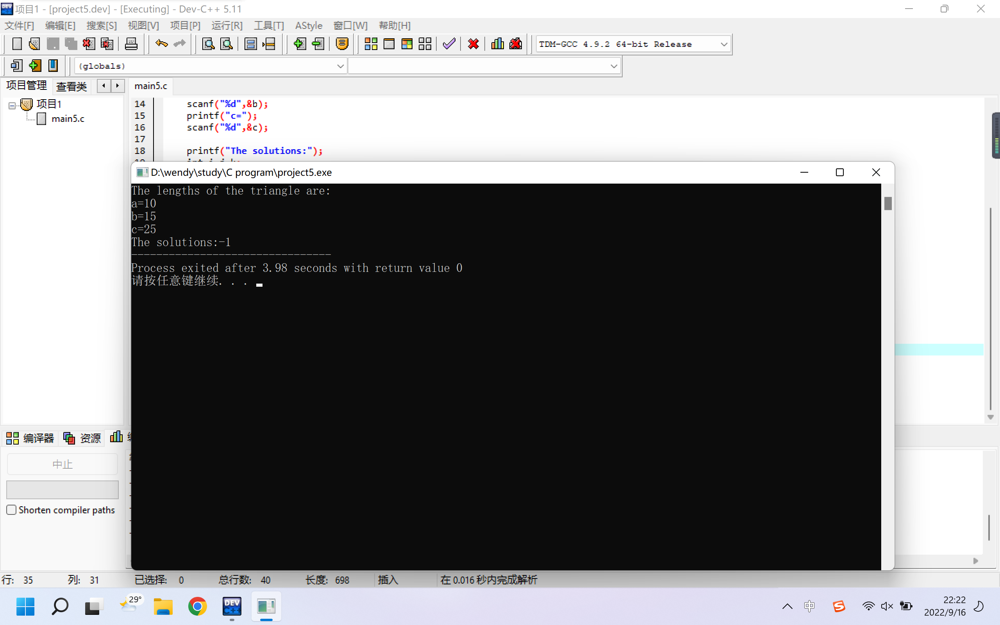 项目1 - [project5.dev] - [Executing] - Dev-C++ 5.11
文件[F] 编辑[E] 搜索[S] 视图[V] 项目[P] 运行[R] 工具[T] AStyle 窗口[W] 帮助[H]
TDM-GCC 4.9.2 64-bit Release
(globals)
项目管理 查看类 main5.c
项目1
main5.c
14 scanf("%d",&b);
15 printf("c=");
16 scanf("%d",&c);
17
18 printf("The solutions:");
D:\wendy\study\C program\project5.exe
The lengths of the triangle are:
a=10
b=15
c=25
The solutions:-1
--------------------------------
Process exited after 3.98 seconds with return value 0
请按任意键继续. . .
编译器 资源
中止
Shorten compiler paths
行: 35 列: 31 已选择: 0 总行数: 40 长度: 698 插入 在 0.016 秒内完成解析
29°
DEV C++
中
22:22
2022/9/16